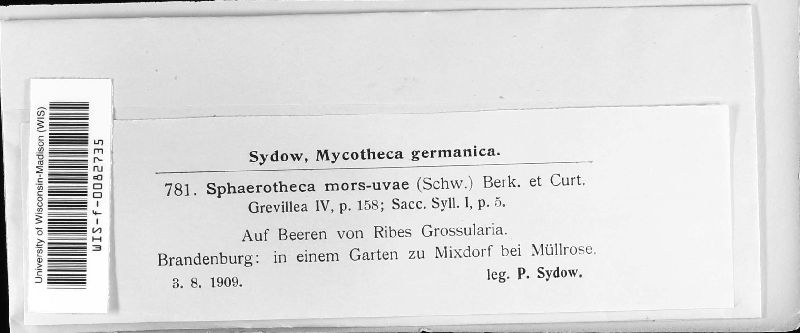 Sydow, Mycotheca germanica.
781. Sphaerotheca mors-uvae (Schw.) Berk. et Curt.
Grevillea IV, p. 158; Sacc. Syll. I, p. 5.
Auf Beeren von Ribes Grossularia.
Brandenburg: in einem Garten zu Mixdorf bei Müllrose.
3. 8. 1909. leg. P. Sydow.
University of Wisconsin-Madison (WIS)
WIS-f-0082735